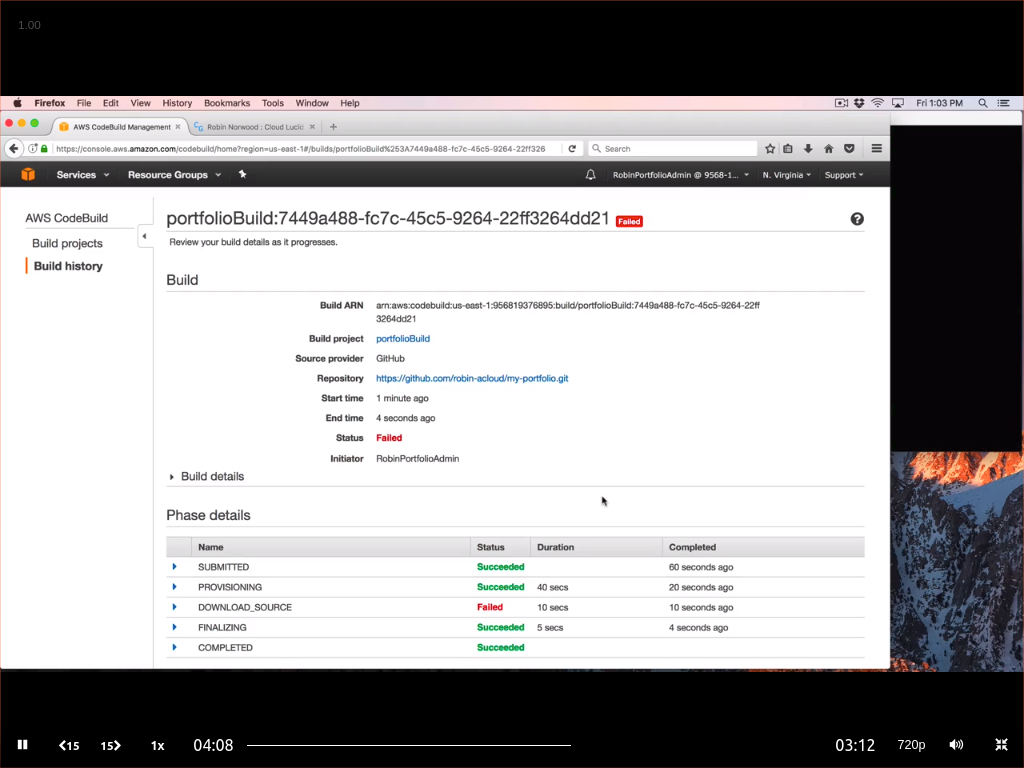 1.00
Firefox File Edit View History Bookmarks Tools Window Help Fri 1:03 PM
AWS CodeBuild Management × Robin Norwood : Cloud Lucid × +
https://console.aws.amazon.com/codebuild/home?region=us-east-1#/builds/portfolioBuild%253A7449a488-fc7c-45c5-9264-22ff326 Search
Services Resource Groups RobinPortfolioAdmin @ 9568-1... N. Virginia Support
AWS CodeBuild
Build projects
Build history
portfolioBuild:7449a488-fc7c-45c5-9264-22ff3264dd21 Failed
Review your build details as it progresses.
Build
Build ARN arn:aws:codebuild:us-east-1:956819376895:build/portfolioBuild:7449a488-fc7c-45c5-9264-22ff
3264dd21
Build project portfolioBuild
Source provider GitHub
Repository https://github.com/robin-acloud/my-portfolio.git
Start time 1 minute ago
End time 4 seconds ago
Status Failed
Initiator RobinPortfolioAdmin
Build details
Phase details
Name Status Duration Completed
SUBMITTED Succeeded 60 seconds ago
PROVISIONING Succeeded 40 secs 20 seconds ago
DOWNLOAD_SOURCE Failed 10 secs 10 seconds ago
FINALIZING Succeeded 5 secs 4 seconds ago
COMPLETED Succeeded
15 15 1x 04:08 03:12 720p